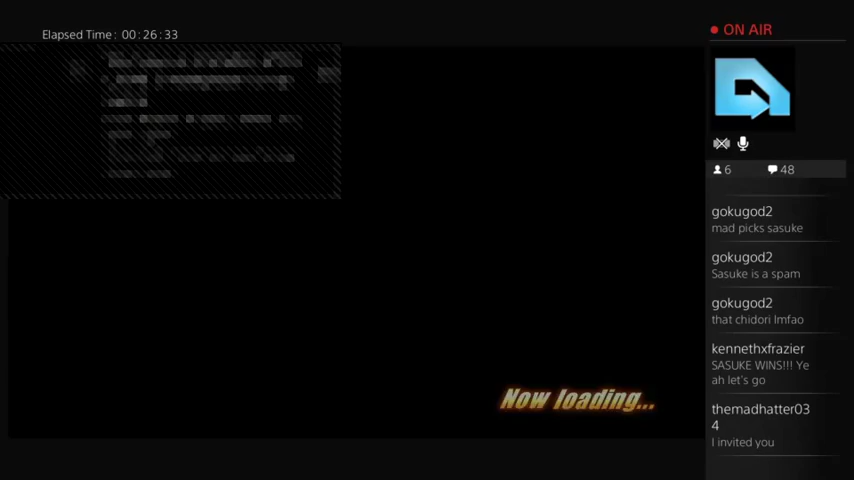 Elapsed Time: 00:26:33
ON AIR
6 48
gokugod2
mad picks sasuke
gokugod2
Sasuke is a spam
gokugod2
that chidori lmfao
kennethxfrazier
SASUKE WINS!!! Ye
ah let's go
themadhatter03
4
I invited you
Now loading...